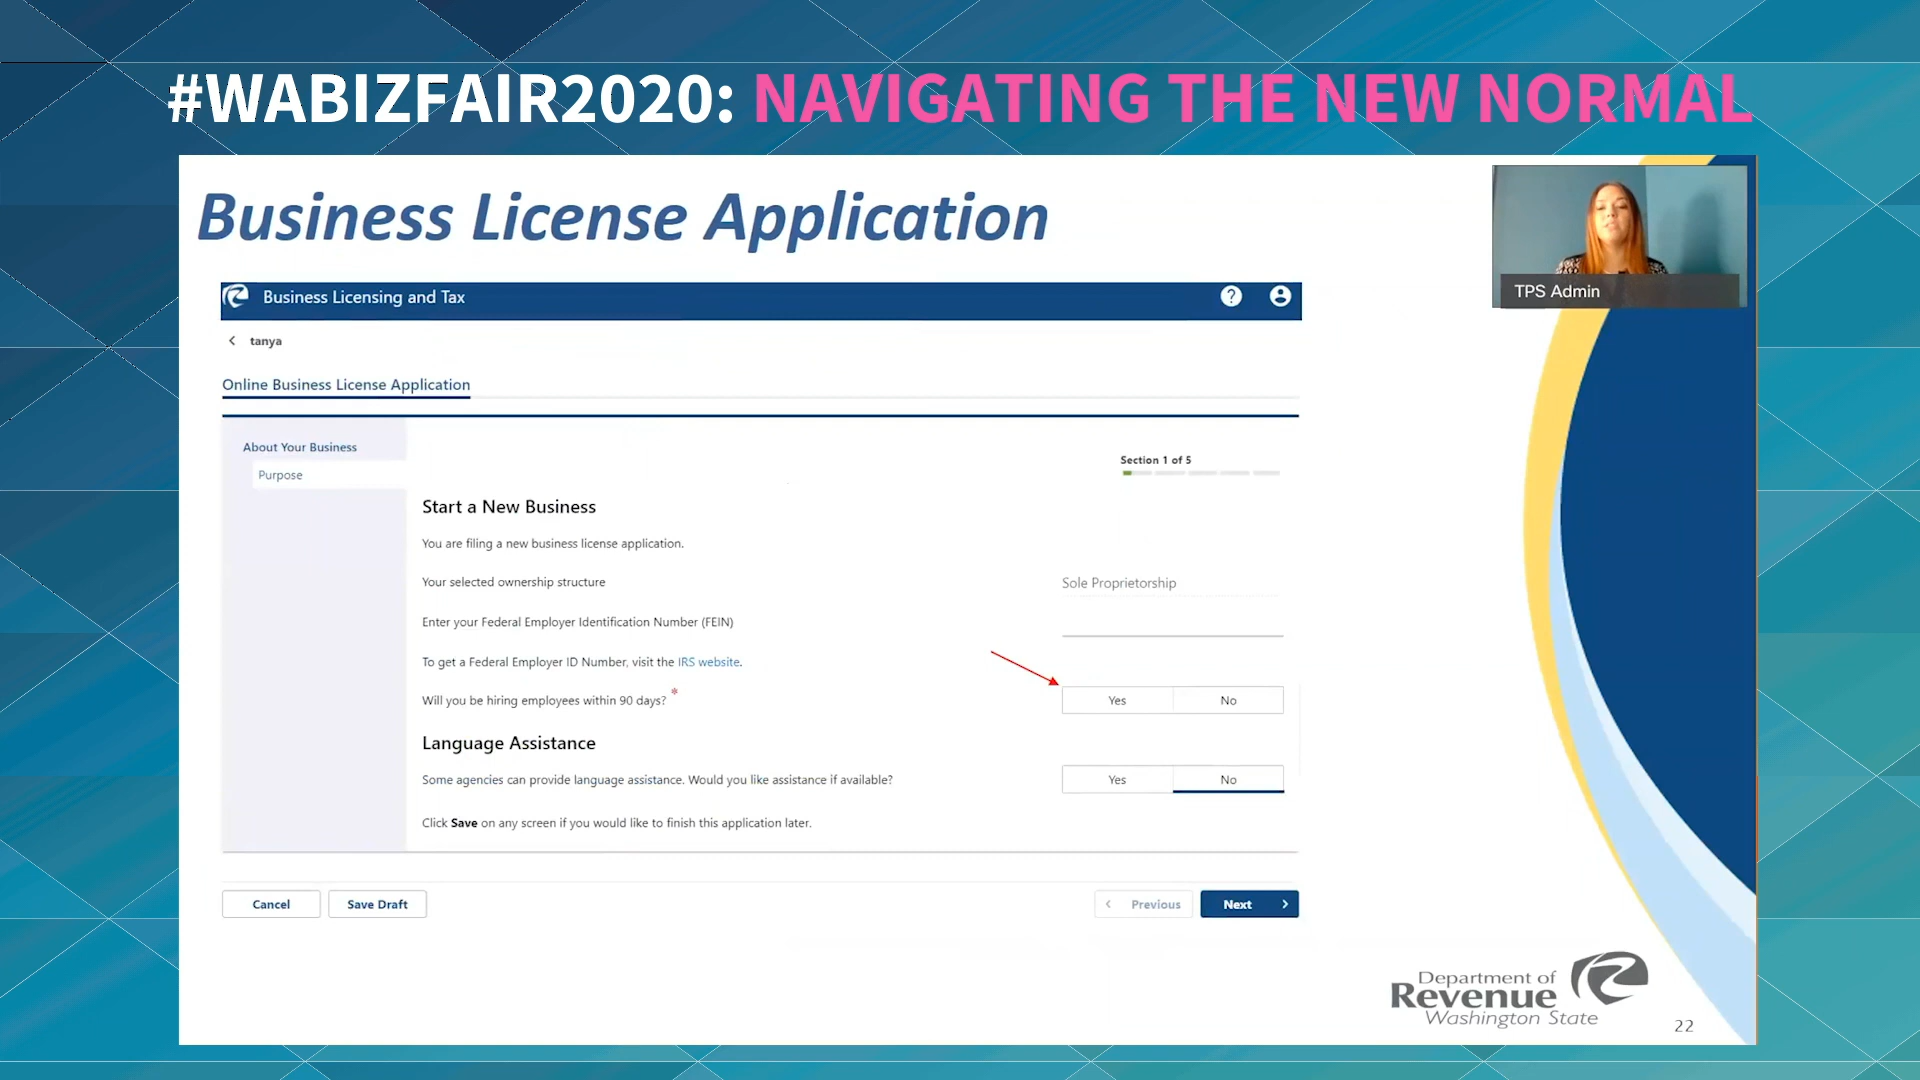 #WABIZFAIR2020: NAVIGATING THE NEW NORMAL
Business License Application
TPS Admin
Business Licensing and Tax
?
tanya
Online Business License Application
About Your Business
Purpose
Section 1 of 5
Start a New Business
You are filing a new business license application.
Your selected ownership structure
Sole Proprietorship
Enter your Federal Employer Identification Number (FEIN)
To get a Federal Employer ID Number, visit the IRS website.
Will you be hiring employees within 90 days? *
Yes No
Language Assistance
Some agencies can provide language assistance. Would you like assistance if available?
Yes No
Click Save on any screen if you would like to finish this application later.
Cancel Save Draft
Previous Next
Department of
Revenue
Washington State
22